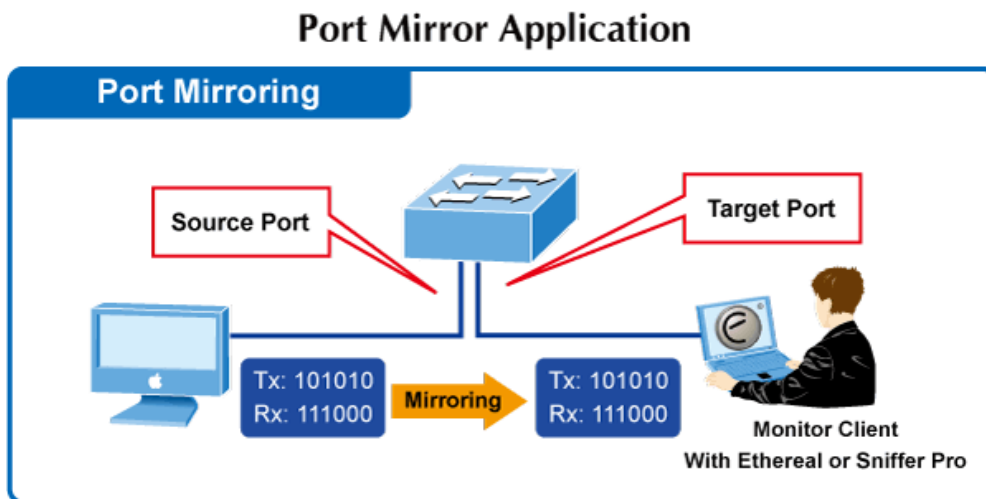 Port Mirror Application
Port Mirroring
Source Port
Target Port
Tx: 101010
Rx: 111000
Mirroring
Tx: 101010
Rx: 111000
Monitor Client
With Ethereal or Sniffer Pro